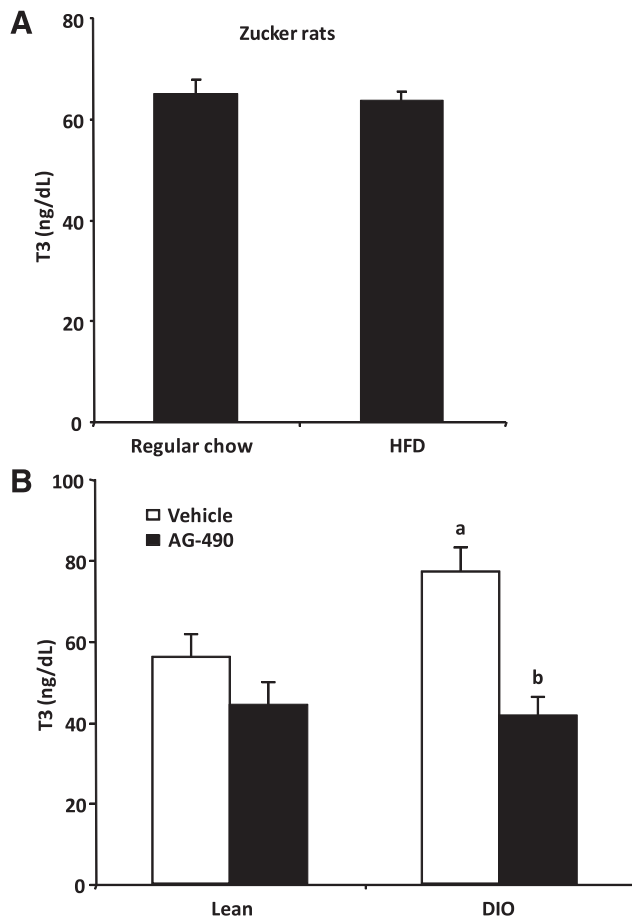 A
Zucker rats
80
60
40
20
0
T3 (ng/dL)
Regular chow HFD
B
100
80
60
40
20
0
T3 (ng/dL)
Vehicle
AG-490
a
b
Lean DIO